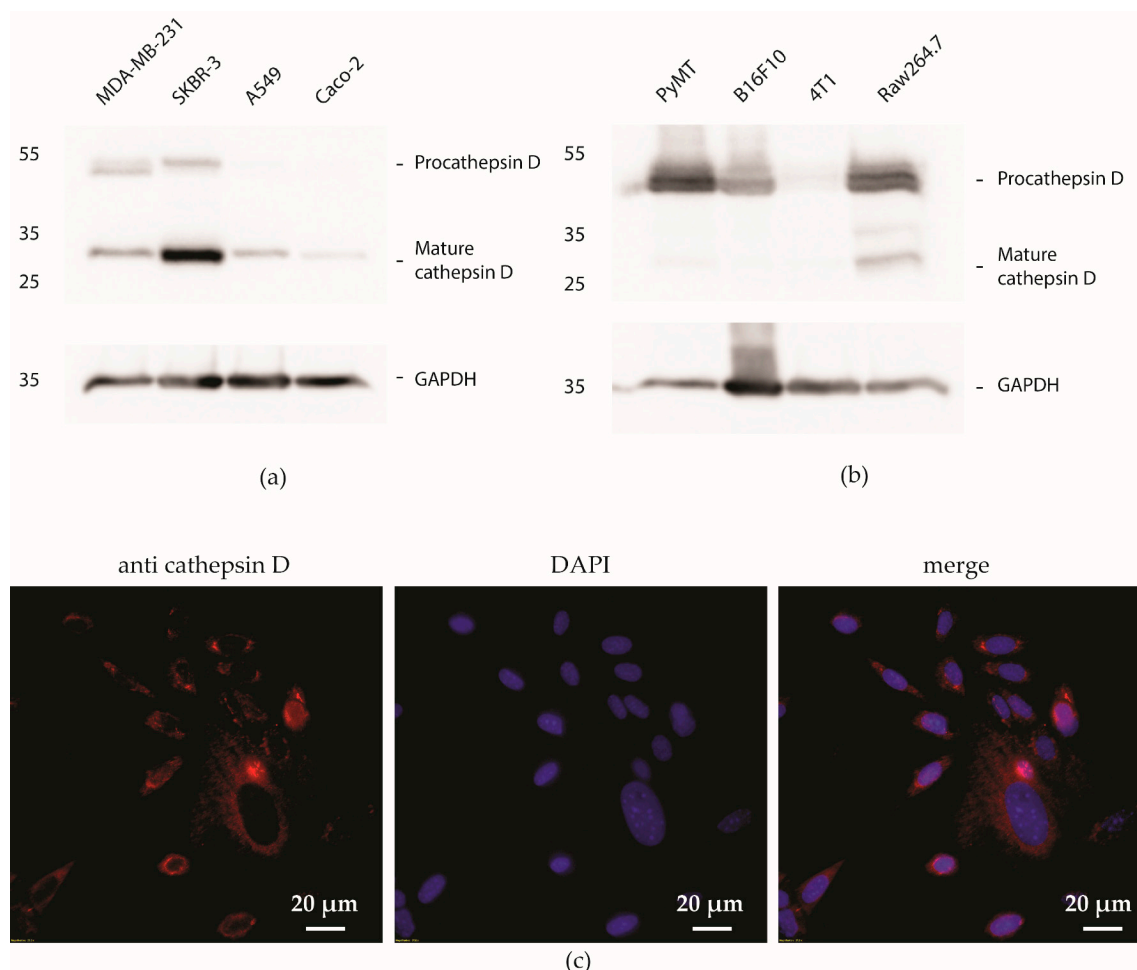 MDA-MB-231 SKBR-3 A549 Caco-2
55
Procathepsin D
35
Mature
cathepsin D
25
35
GAPDH
(a)
PyMT B16F10 4T1 Raw264.7
55
Procathepsin D
35
Mature
cathepsin D
25
35
GAPDH
(b)
anti cathepsin D DAPI merge
20 µm 20 µm 20 µm
(c)